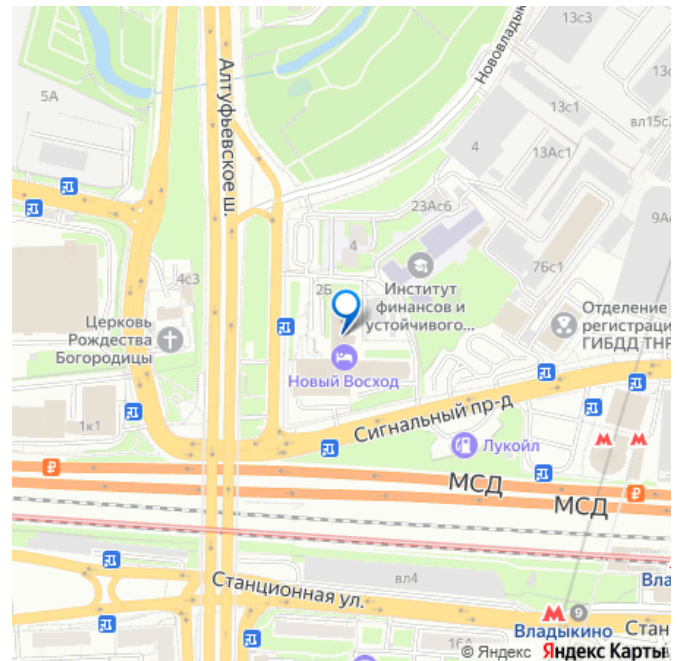 13с3
Нововладык
5А
13с
Алтуфьевское ш.
13с1
вл15с2
4
13Ас1
23Ас6
9А
4
7Бс1
4с3
2Б
Институт
финансов и
устойчивого...
Отделение
регистраци
ГИБДД ТНР
Церковь
Рождества
Богородицы
Новый Восход
1к1
Сигнальный пр-д
Лукойл
МСД
МСД
Станционная ул.
вл4
Вла
9
Владыкино
Стан
16А
© Яндекс Яндекс Карты